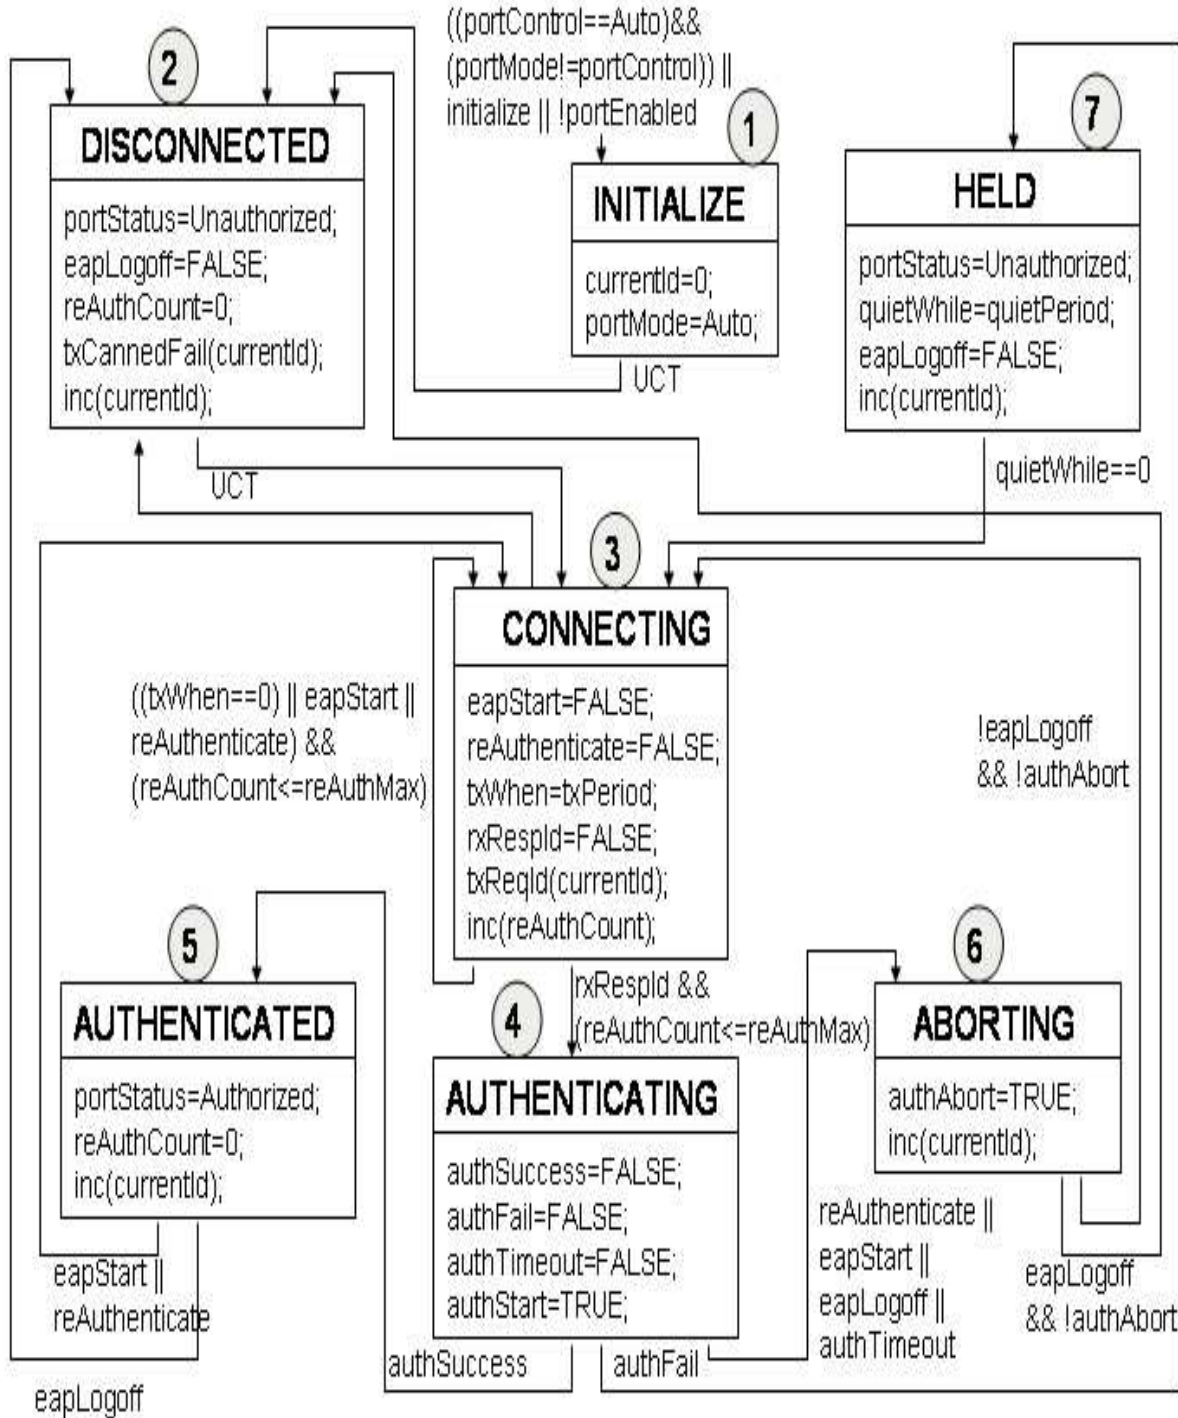 ((portControl==Auto)&&
(portMode!=portControl)) ||
initialize || !portEnabled
2
DISCONNECTED
portStatus=Unauthorized;
eapLogoff=FALSE;
reAuthCount=0;
txCannedFail(currentId);
inc(currentId);
1
INITIALIZE
currentId=0;
portMode=Auto;
UCT
7
HELD
portStatus=Unauthorized;
quietWhile=quietPeriod;
eapLogoff=FALSE;
inc(currentId);
quietWhile==0
UCT
3
CONNECTING
eapStart=FALSE;
reAuthenticate=FALSE;
txWhen=txPeriod;
rxRespId=FALSE;
txReqId(currentId);
inc(reAuthCount);
((txWhen==0) || eapStart ||
reAuthenticate) &&
(reAuthCount<=reAuthMax)
!eapLogoff
&& !authAbort
rxRespId &&
(reAuthCount<=reAuthMax)
5
AUTHENTICATED
portStatus=Authorized;
reAuthCount=0;
inc(currentId);
eapStart ||
reAuthenticate
eapLogoff
4
AUTHENTICATING
authSuccess=FALSE;
authFail=FALSE;
authTimeout=FALSE;
authStart=TRUE;
authSuccess
authFail
6
ABORTING
authAbort=TRUE;
inc(currentId);
reAuthenticate ||
eapStart ||
eapLogoff ||
authTimeout
eapLogoff
&& !authAbort